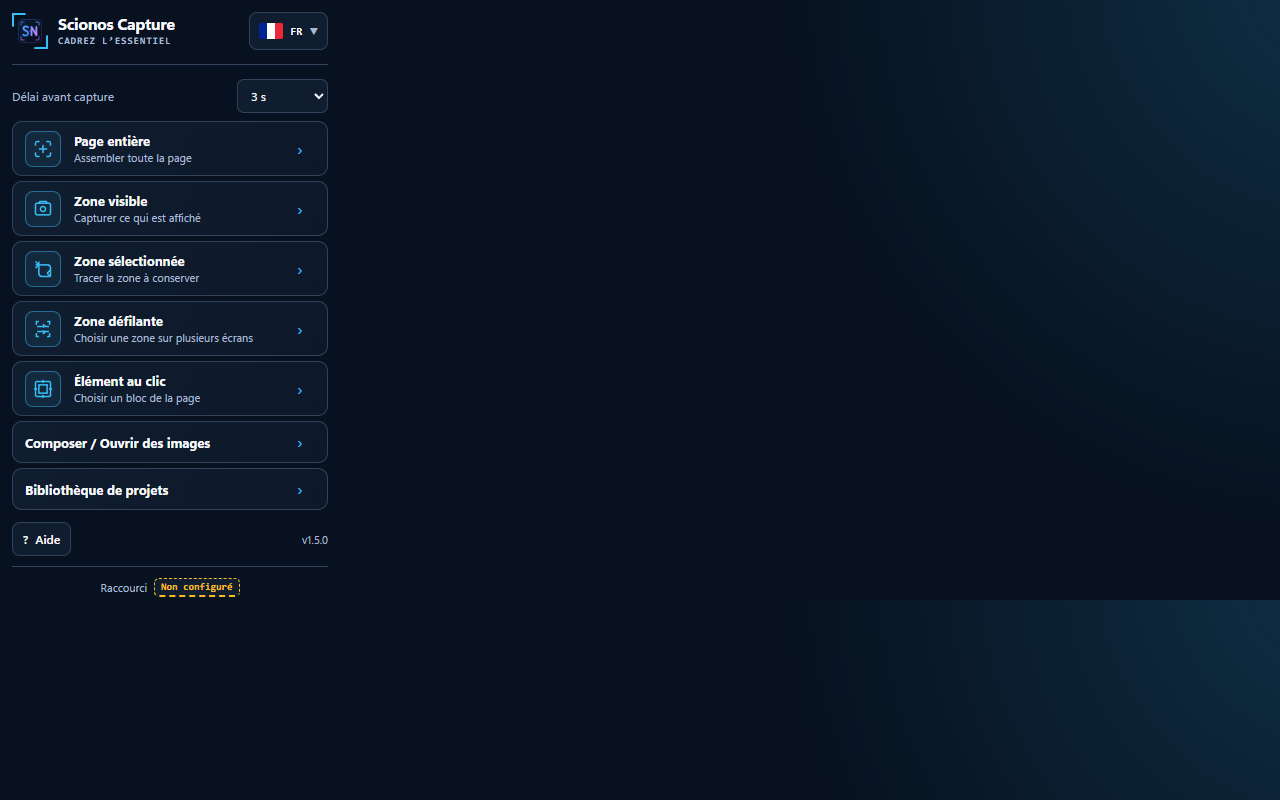 SN
Scionos Capture
CADREZ L’ESSENTIEL
FR ▼
Délai avant capture
3 s
Page entière
Assembler toute la page
›
Zone visible
Capturer ce qui est affiché
›
Zone sélectionnée
Tracer la zone à conserver
›
Zone défilante
Choisir une zone sur plusieurs écrans
›
Élément au clic
Choisir un bloc de la page
›
Composer / Ouvrir des images ›
Bibliothèque de projets ›
? Aide
v1.5.0
Raccourci Non configuré